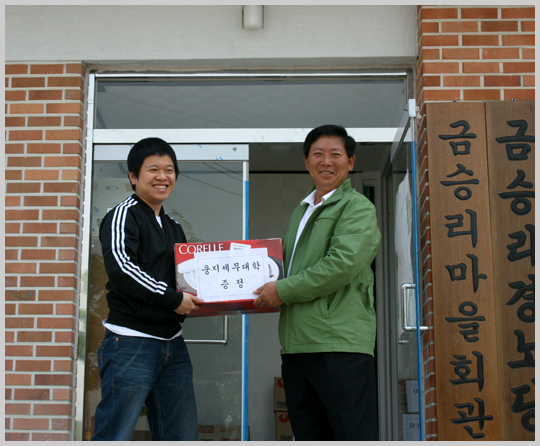 CORELLE
웅지세무대학
증정
금승리마을회관
금승리경노당